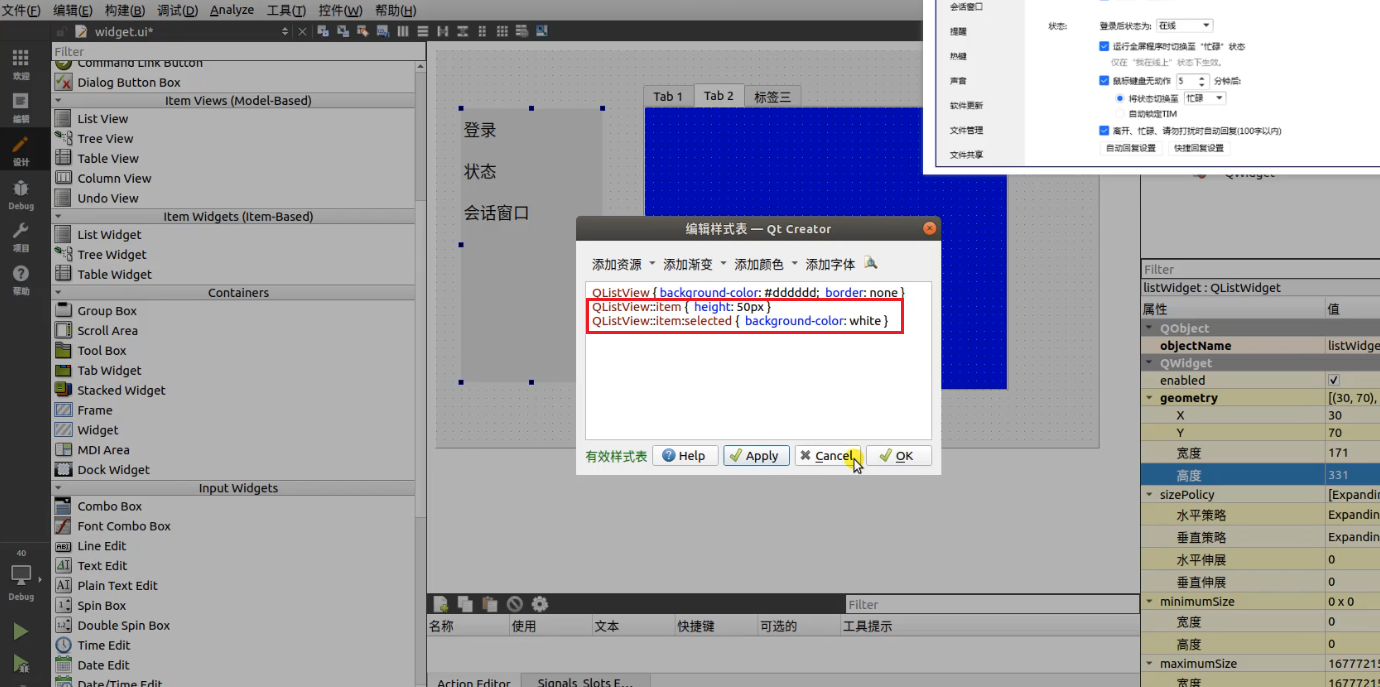 文件(F) 编辑(E) 构建(B) 调试(D) Analyze 工具(T) 控件(W) 帮助(H)
widget.ui*
欢迎
编辑
设计
Debug
项目
帮助
40
Debug
Filter
Command Link Button
Dialog Button Box
Item Views (Model-Based)
List View
Tree View
Table View
Column View
Undo View
Item Widgets (Item-Based)
List Widget
Tree Widget
Table Widget
Containers
Group Box
Scroll Area
Tool Box
Tab Widget
Stacked Widget
Frame
Widget
MDI Area
Dock Widget
Input Widgets
Combo Box
Font Combo Box
Line Edit
Text Edit
Plain Text Edit
Spin Box
Double Spin Box
Time Edit
Date Edit
Date/Time Edit
登录
状态
会话窗口
Tab 1 Tab 2 标签三
编辑样式表 — Qt Creator
添加资源 添加渐变 添加颜色 添加字体
QListView { background-color: #dddddd; border: none }
QListView::item { height: 50px }
QListView::item:selected { background-color: white }
有效样式表 Help Apply Cancel OK
Filter
名称 使用 文本 快捷键 可选的 工具提示
Action Editor Signals Slots E...
会话窗口
提醒
热键
声音
软件更新
文件管理
文件共享
状态: 登录后状态为: 在线
运行全屏程序时切换至 "忙碌" 状态
仅在 "我在线上" 状态下生效。
鼠标键盘无动作 5 分钟后:
将状态切换至 忙碌
自动锁定TIM
离开、忙碌、请勿打扰时自动回复(100字以内)
自动回复设置 快捷回复设置
QWidget
Filter
listWidget : QListWidget
属性 值
QObject
objectName listWidge
QWidget
enabled
geometry [(30, 70),
X 30
Y 70
宽度 171
高度 331
sizePolicy [Expandin
水平策略 Expandin
垂直策略 Expandin
水平伸展 0
垂直伸展 0
minimumSize 0 x 0
宽度 0
高度 0
maximumSize 1677721
宽度 1677721